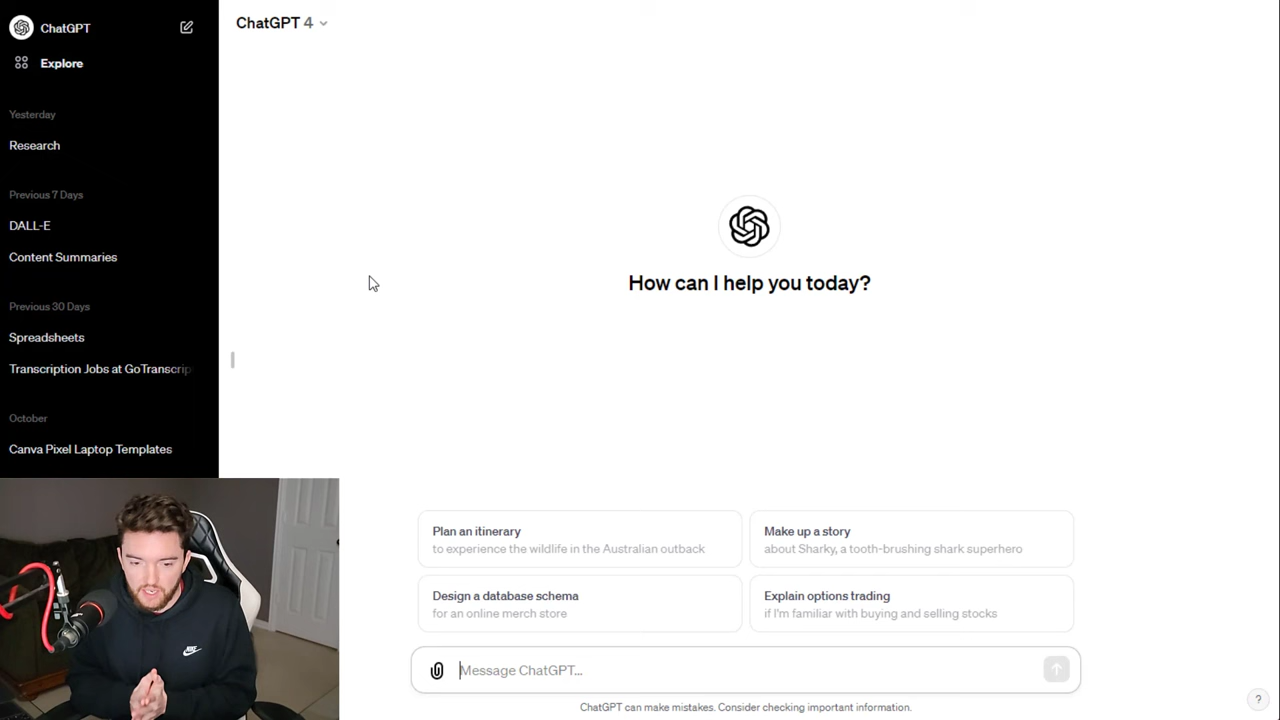 ChatGPT
Explore
Yesterday
Research
Previous 7 Days
DALL-E
Content Summaries
Previous 30 Days
Spreadsheets
Transcription Jobs at GoTranscrip
October
Canva Pixel Laptop Templates
ChatGPT 4
How can I help you today?
Plan an itinerary
to experience the wildlife in the Australian outback
Make up a story
about Sharky, a tooth-brushing shark superhero
Design a database schema
for an online merch store
Explain options trading
if I'm familiar with buying and selling stocks
Message ChatGPT...
ChatGPT can make mistakes. Consider checking important information.
?